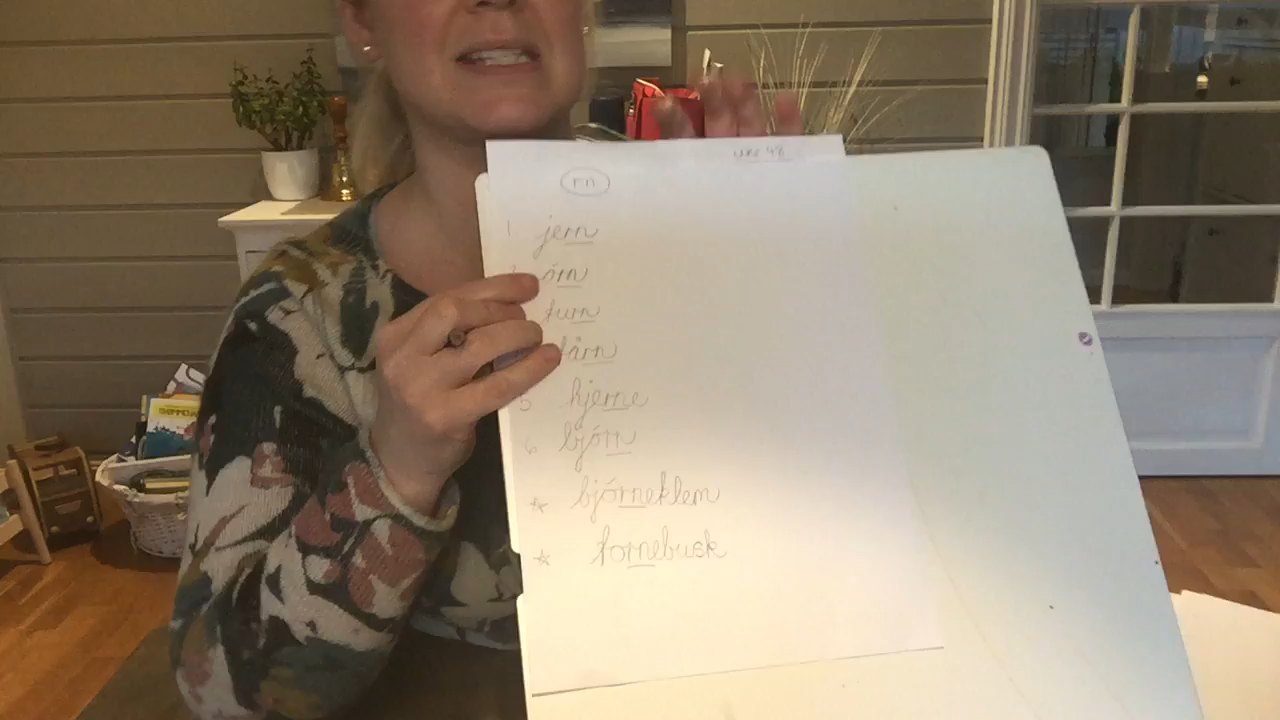 uke 48
rn
1 jern
ørn
turn
tårn
5 hjerne
6 bjørn
☆ bjørneklem
☆ tornebusk